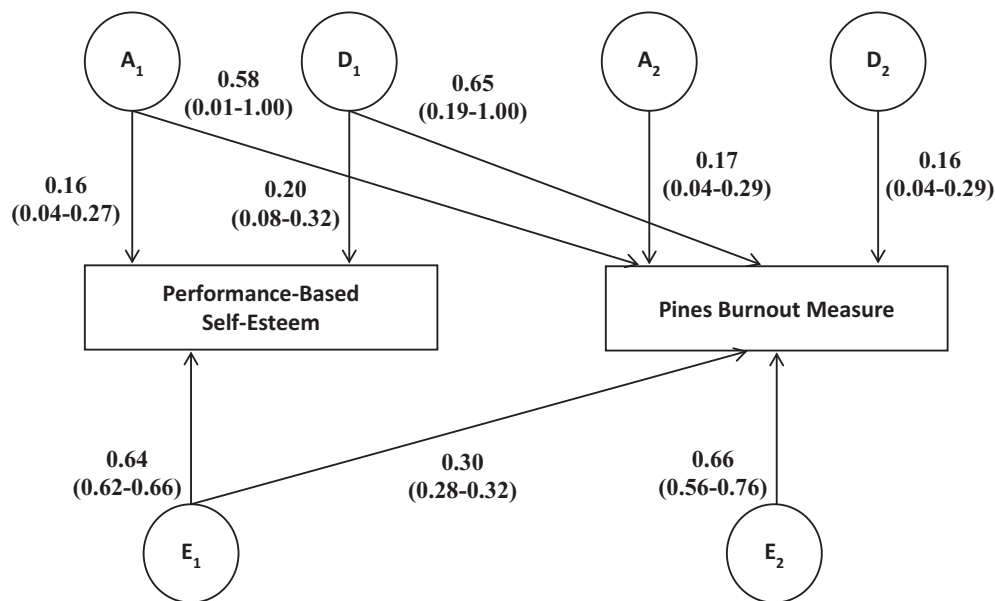 A1
D1
A2
D2
0.58
(0.01-1.00)
0.65
(0.19-1.00)
0.16
(0.04-0.27)
0.20
(0.08-0.32)
0.17
(0.04-0.29)
0.16
(0.04-0.29)
Performance-Based
Self-Esteem
Pines Burnout Measure
0.64
(0.62-0.66)
0.30
(0.28-0.32)
0.66
(0.56-0.76)
E1
E2